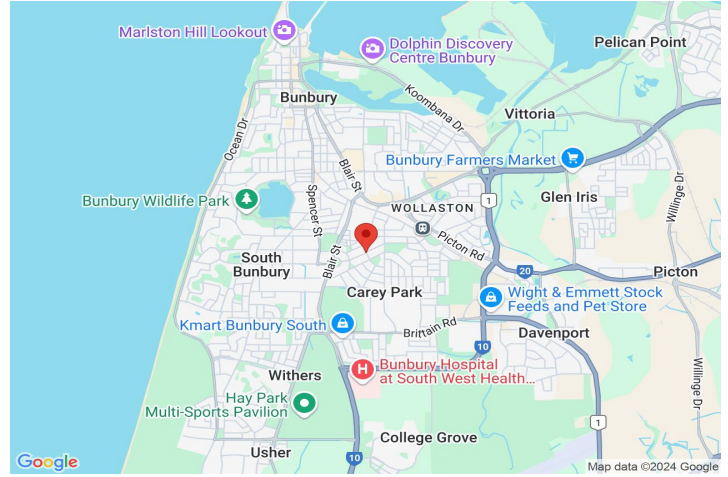 Marlston Hill Lookout
Dolphin Discovery
Centre Bunbury
Pelican Point
Bunbury
Koombana Dr
Vittoria
Ocean Dr
Blair St
Bunbury Farmers Market
Bunbury Wildlife Park
Spencer St
WOLLASTON
1
Glen Iris
Willinge Dr
Picton Rd
Blair St
South
Bunbury
20
Picton
Carey Park
Wight & Emmett Stock
Feeds and Pet Store
Kmart Bunbury South
Brittain Rd
Davenport
10
H
Bunbury Hospital
at South West Health...
Withers
Willinge Dr
Hay Park
Multi-Sports Pavilion
1
College Grove
Usher
10
Google
Map data ©2024 Google